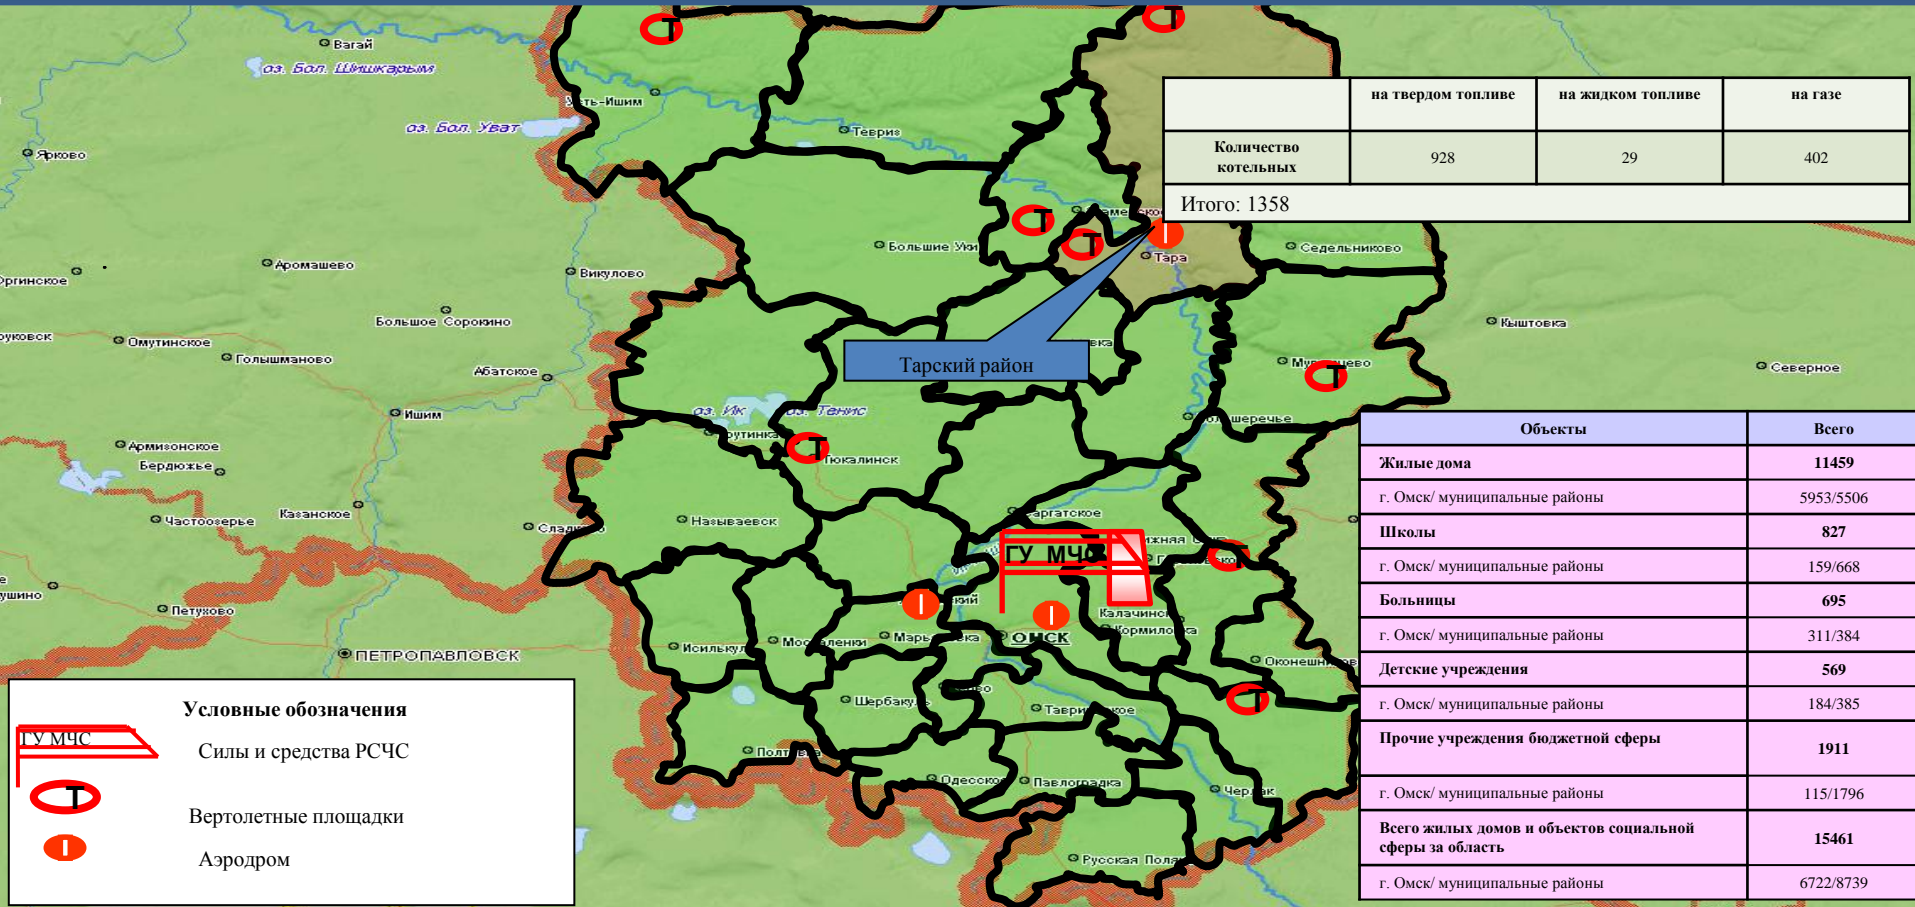 Вагай
оз. Бол. Шишкарым
Усть-Ишим
оз. Бол. Уват
Тевриз
Ярково
на твердом топливе
на жидком топливе
на газе
Количество
котельных
928
29
402
Итого: 1358
Большие Уки
Тара
Седельниково
Аромашево
Викулово
Большое Сорокино
Омутинское
Голышманово
Абатское
Кыштовка
Северное
Тарский район
оз. Ик
оз. Тенис
Ишим
Тюкалинск
Армизонское
Бердюжье
Частоозерье
Казанское
Называевск
ГУ МЧС
Калачинск
Кормиловка
Петухово
ПЕТРОПАВЛОВСК
Исилькуль
ОМСК
Шербакуль
Одесское
Павлоградка
Черлак
Русская Поляна
Объекты
Всего
Жилые дома
11459
г. Омск/ муниципальные районы
5953/5506
Школы
827
г. Омск/ муниципальные районы
159/668
Больницы
695
г. Омск/ муниципальные районы
311/384
Детские учреждения
569
г. Омск/ муниципальные районы
184/385
Прочие учреждения бюджетной сферы
1911
г. Омск/ муниципальные районы
115/1796
Всего жилых домов и объектов социальной
сферы за область
15461
г. Омск/ муниципальные районы
6722/8739
Условные обозначения
ГУ МЧС
Силы и средства РСЧС
Т
Вертолетные площадки
Аэродром